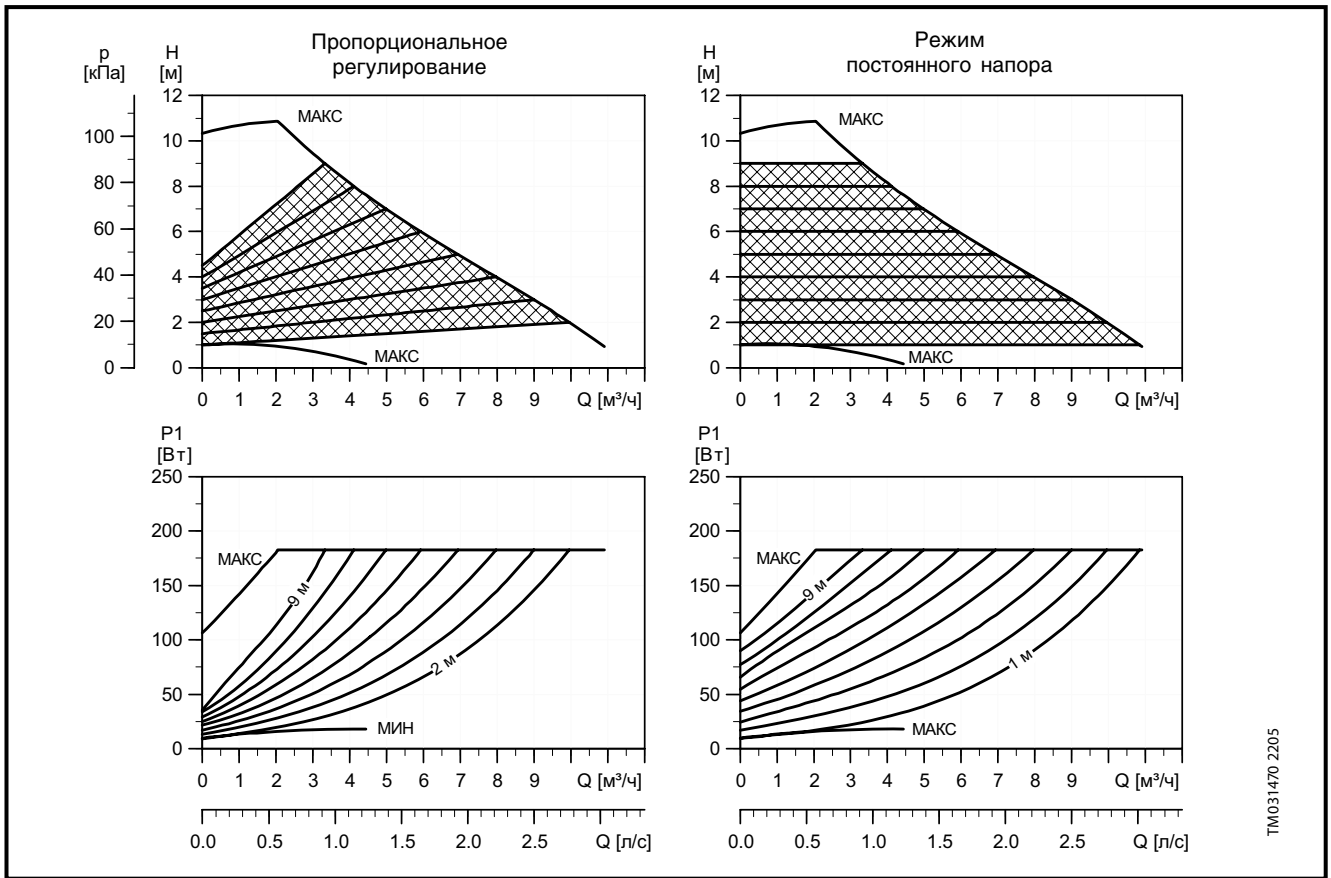 Пропорциональное
регулирование
p
[кПа]
H
[м]
12
10
8
6
4
2
0
100
80
60
40
20
0
МАКС
МАКС
0 1 2 3 4 5 6 7 8 9 Q [м³/ч]
Режим
постоянного напора
H
[м]
12
10
8
6
4
2
0
МАКС
МАКС
0 1 2 3 4 5 6 7 8 9 Q [м³/ч]
P1
[Вт]
250
200
150
100
50
0
МАКС
9 м
2 м
МИН
0 1 2 3 4 5 6 7 8 9 Q [м³/ч]
0.0 0.5 1.0 1.5 2.0 2.5 Q [л/с]
P1
[Вт]
250
200
150
100
50
0
МАКС
9 м
1 м
МАКС
0 1 2 3 4 5 6 7 8 9 Q [м³/ч]
0.0 0.5 1.0 1.5 2.0 2.5 Q [л/с]
TM031470 2205